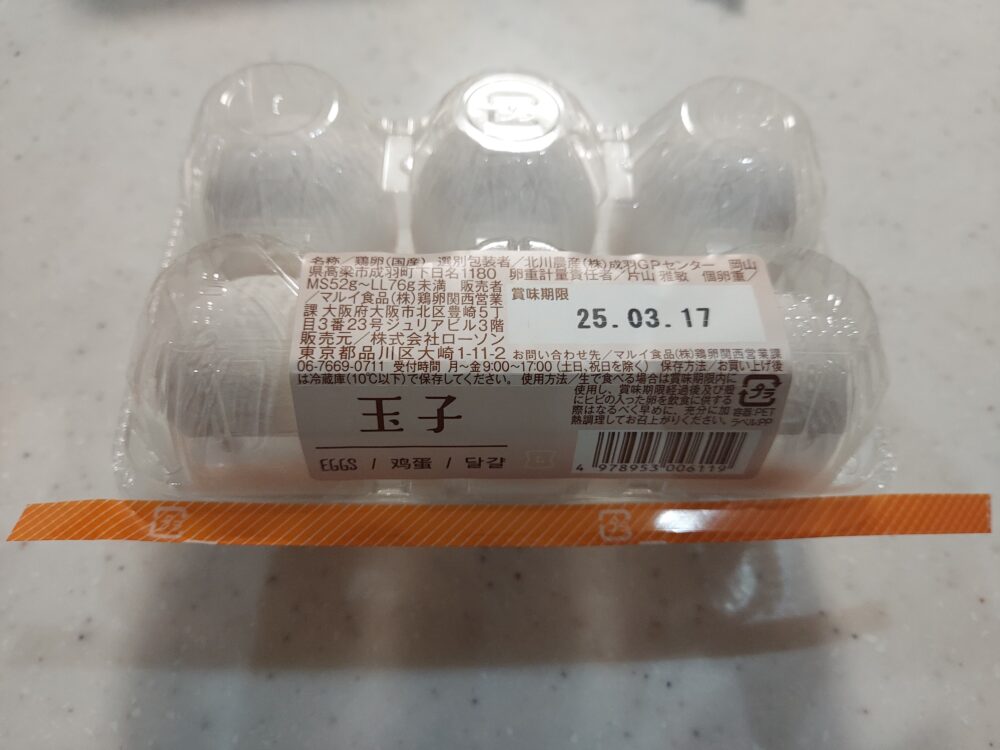 名称／鶏卵(国産) 選別包装者／北川農産(株)成羽GPセンター 岡山
県高梁市成羽町下日名1180 卵重計量責任者／片山 雅敏 個卵重／
MS52g～LL76g未満 販売者
／マルイ食品(株)鶏卵関西営業
課 大阪府大阪市北区豊崎5丁
目3番23号ジュリアビル3階
販売元／株式会社ローソン
東京都品川区大崎1-11-2 お問い合わせ先／マルイ食品(株)鶏卵関西営業課
賞味期限
25.03.17
06-7669-0711 受付時間 月～金9:00～17:00(土日,祝日を除く) 保存方法／お買い上げ後
は冷蔵庫(10℃以下)で保存してください。 使用方法／生で食べる場合は賞味期限内に
使用し、賞味期限経過後及び殻
にヒビの入った卵を飲食に供する
際はなるべく早めに、充分に加
熱調理してお召上がりください。
プラ
容器:PET
ラベル:PP
玉子
EGGS / 鸡蛋 / 달걀
4 978953 006119
プラ
プラ